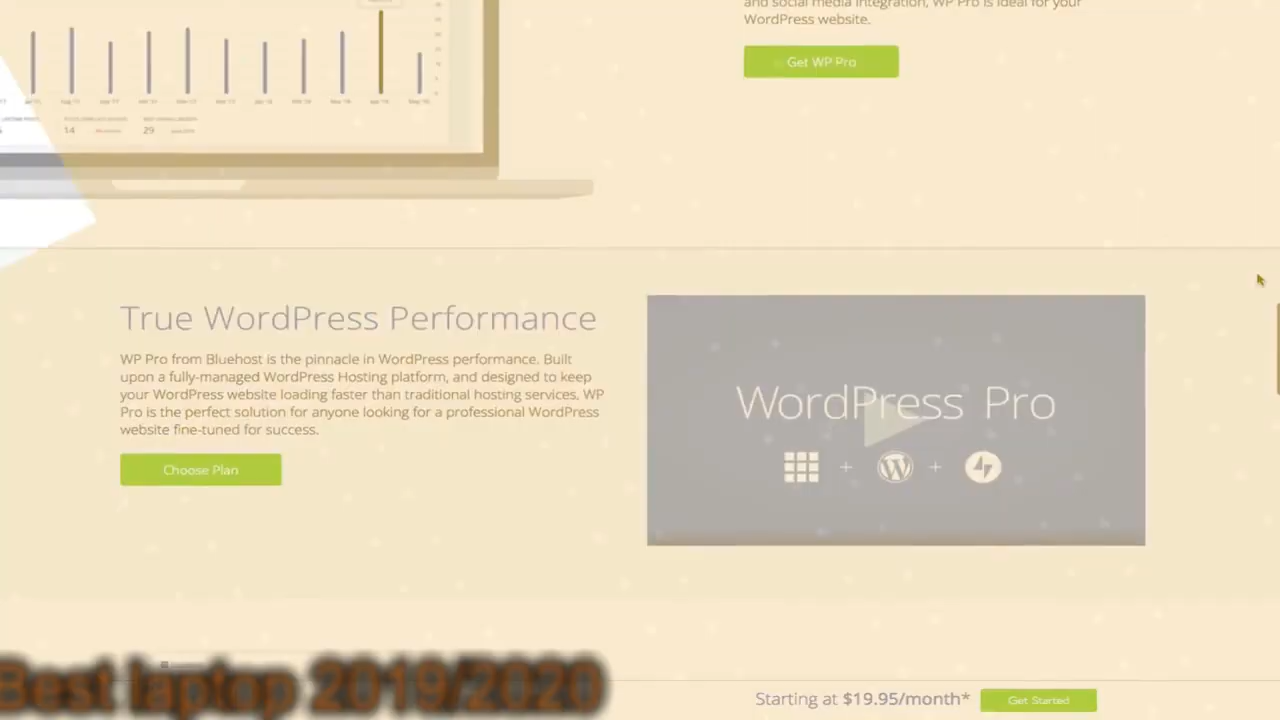 and social media integration, WP Pro is ideal for your
WordPress website.
Get WP Pro
14
29
True WordPress Performance
WP Pro from Bluehost is the pinnacle in WordPress performance. Built
upon a fully-managed WordPress Hosting platform, and designed to keep
your WordPress website loading faster than traditional hosting services, WP
Pro is the perfect solution for anyone looking for a professional WordPress
website fine-tuned for success.
Choose Plan
WordPress Pro
+ +
Best laptop 2019/2020
Starting at $19.95/month*
Get Started